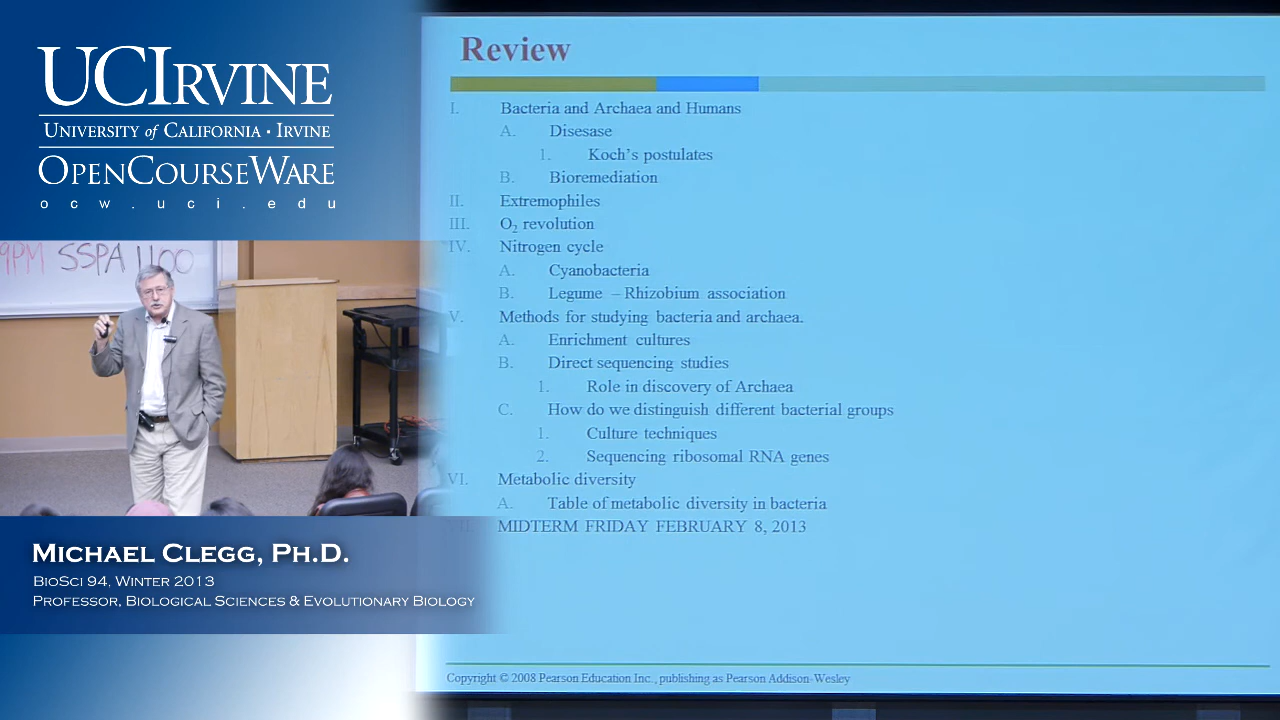 UCIRVINE
UNIVERSITY of CALIFORNIA · IRVINE
OPENCOURSEWARE
ocw.uci.edu
9PM SSPA 1100
MICHAEL CLEGG, PH.D.
BIOSCI 94, WINTER 2013
PROFESSOR, BIOLOGICAL SCIENCES & EVOLUTIONARY BIOLOGY
Review
I. Bacteria and Archaea and Humans
A. Disesase
1. Koch's postulates
B. Bioremediation
II. Extremophiles
III. O₂ revolution
IV. Nitrogen cycle
A. Cyanobacteria
B. Legume – Rhizobium association
V. Methods for studying bacteria and archaea.
A. Enrichment cultures
B. Direct sequencing studies
1. Role in discovery of Archaea
C. How do we distinguish different bacterial groups
1. Culture techniques
2. Sequencing ribosomal RNA genes
VI. Metabolic diversity
A. Table of metabolic diversity in bacteria
VII. MIDTERM FRIDAY FEBRUARY 8, 2013
Copyright © 2008 Pearson Education Inc., publishing as Pearson Addison-Wesley